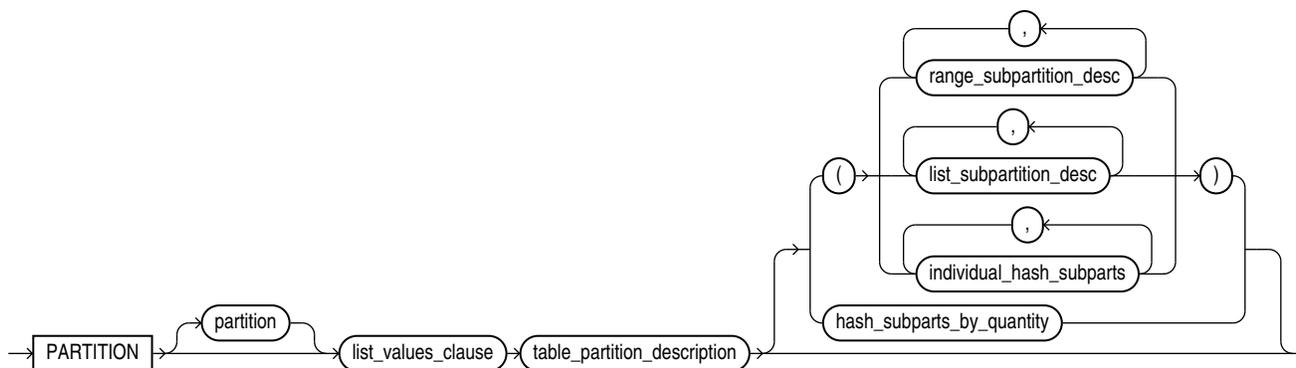 ,
range_subpartition_desc
,
( list_subpartition_desc )
,
individual_hash_subparts
partition hash_subparts_by_quantity
PARTITION list_values_clause table_partition_description